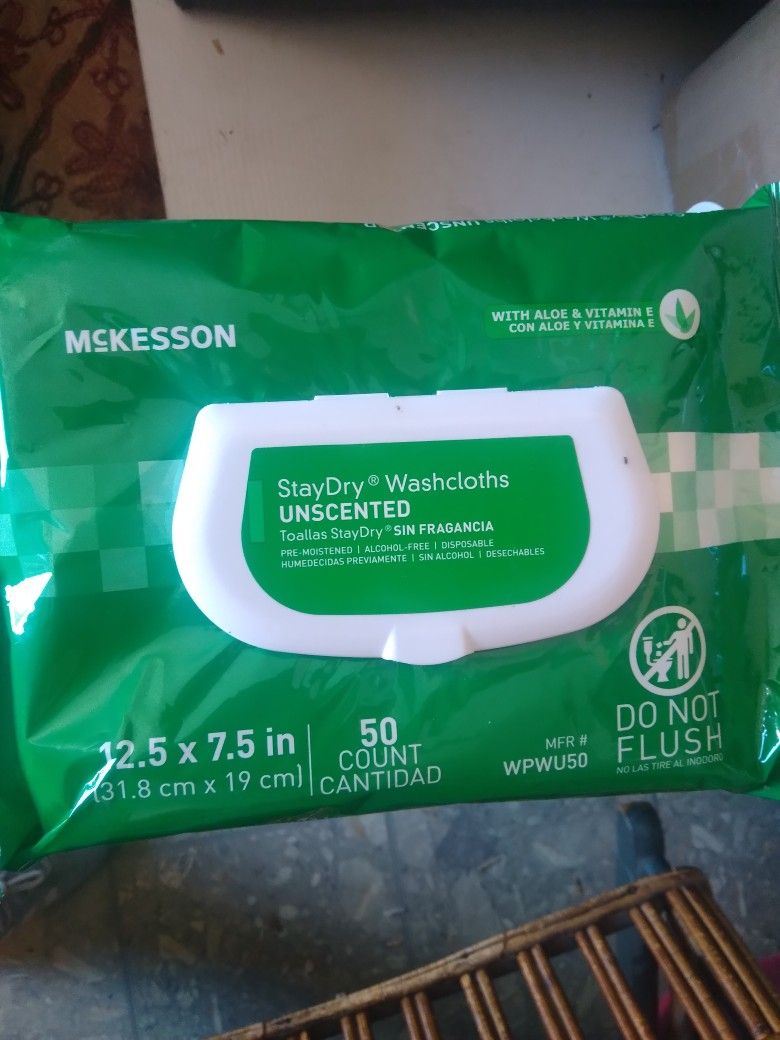 McKESSON
WITH ALOE & VITAMIN E
CON ALOE Y VITAMINA E
StayDry® Washcloths
UNSCENTED
Toallas StayDry® SIN FRAGANCIA
PRE-MOISTENED | ALCOHOL-FREE | DISPOSABLE
HUMEDECIDAS PREVIAMENTE | SIN ALCOHOL | DESECHABLES
12.5 x 7.5 in
(31.8 cm x 19 cm)
50
COUNT
CANTIDAD
MFR #
WPWU50
DO NOT
FLUSH
NO LAS TIRE AL INODORO